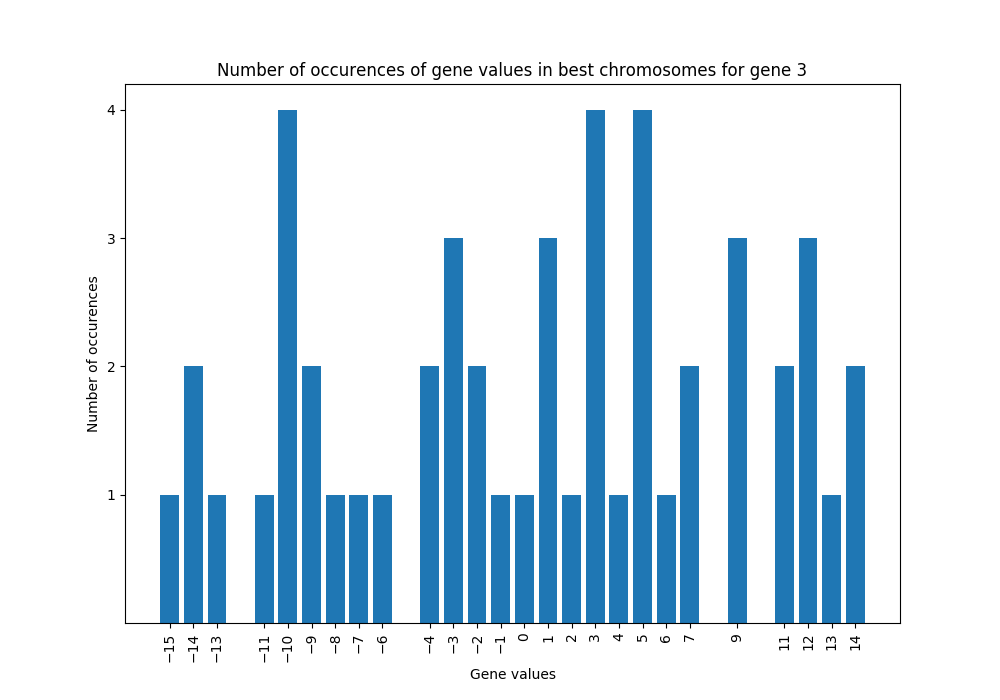 Number of occurences of gene values in best chromosomes for gene 3
4
3
2
1
Number of occurences
−15 −14 −13 −11 −10 −9 −8 −7 −6 −4 −3 −2 −1 0 1 2 3 4 5 6 7 9 11 12 13 14
Gene values